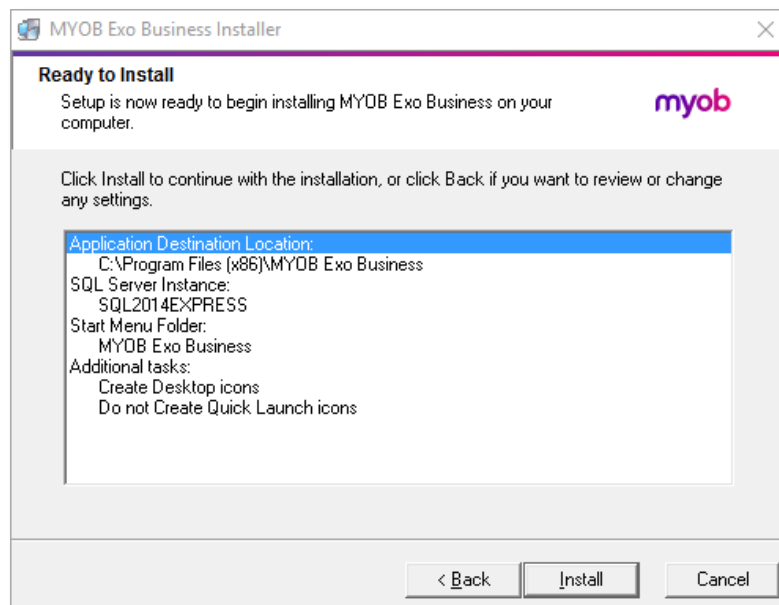 MYOB Exo Business Installer
Ready to Install
Setup is now ready to begin installing MYOB Exo Business on your
computer.
myob
Click Install to continue with the installation, or click Back if you want to review or change
any settings.
Application Destination Location:
C:\Program Files (x86)\MYOB Exo Business
SQL Server Instance:
SQL2014EXPRESS
Start Menu Folder:
MYOB Exo Business
Additional tasks:
Create Desktop icons
Do not Create Quick Launch icons
< Back
Install
Cancel